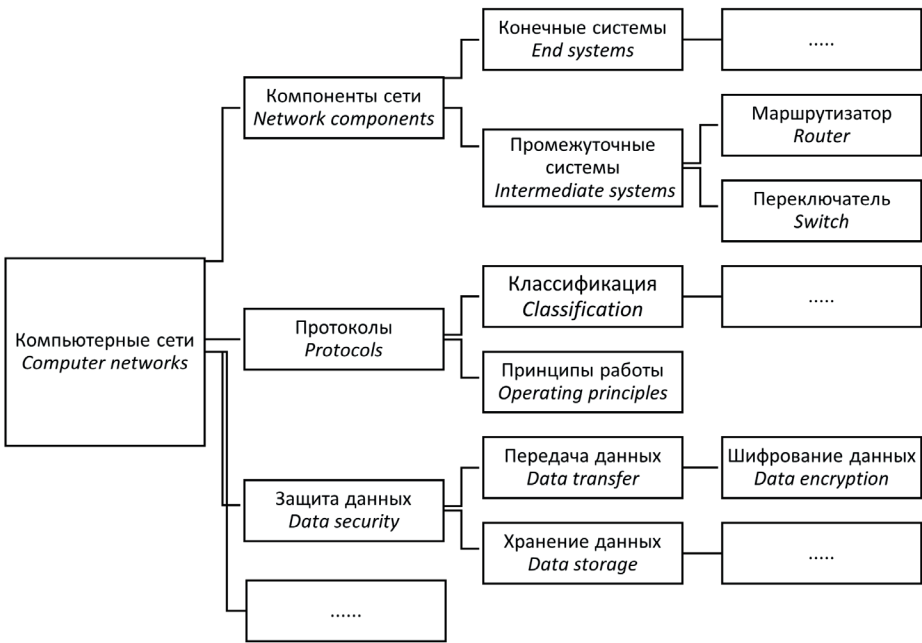 Компьютерные сети
Computer networks
Компоненты сети
Network components
Конечные системы
End systems
.....
Промежуточные
системы
Intermediate systems
Маршрутизатор
Router
Переключатель
Switch
Протоколы
Protocols
Классификация
Classification
.....
Принципы работы
Operating principles
Защита данных
Data security
Передача данных
Data transfer
Шифрование данных
Data encryption
Хранение данных
Data storage
.....
......